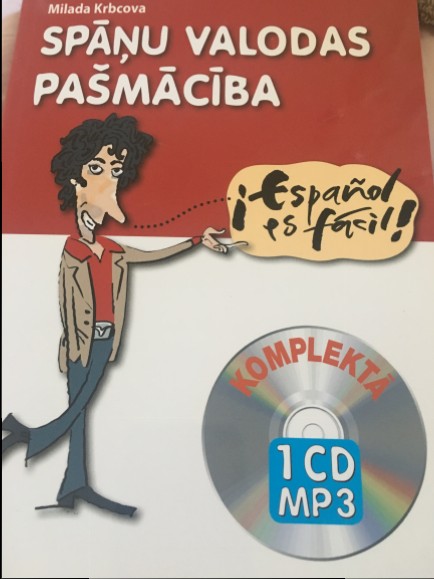 Milada Krbcova
SPĀŅU VALODAS
PAŠMĀCĪBA
¡Español
es fácil!
KOMPLEKTĀ
1 CD
MP3